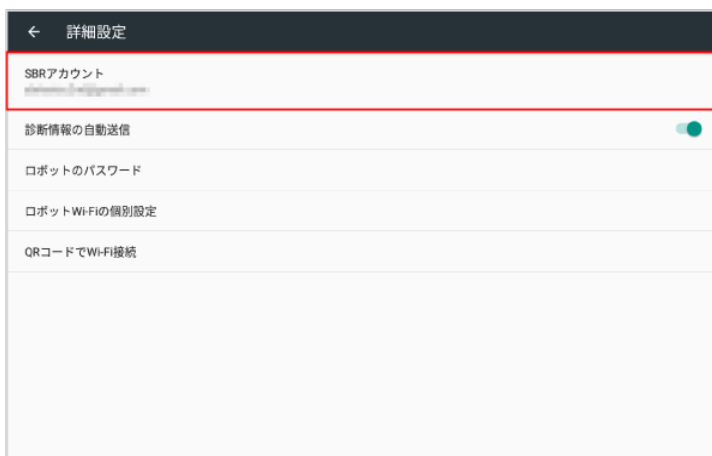 ← 詳細設定
SBRアカウント
診断情報の自動送信
ロボットのパスワード
ロボットWi-Fiの個別設定
QRコードでWi-Fi接続